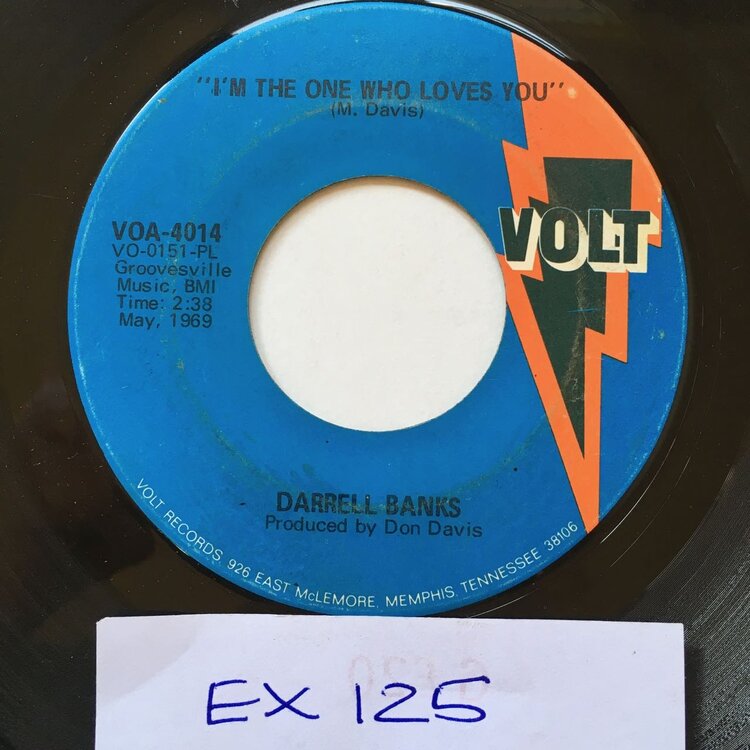 "I'M THE ONE WHO LOVES YOU"
(M. Davis)
VOLT
VOA-4014
VO-0151-PL
Groovesville
Music, BMI
Time: 2:38
May, 1969
DARRELL BANKS
Produced by Don Davis
VOLT RECORDS, 926 EAST McLEMORE, MEMPHIS, TENNESSEE 38106
EX 125